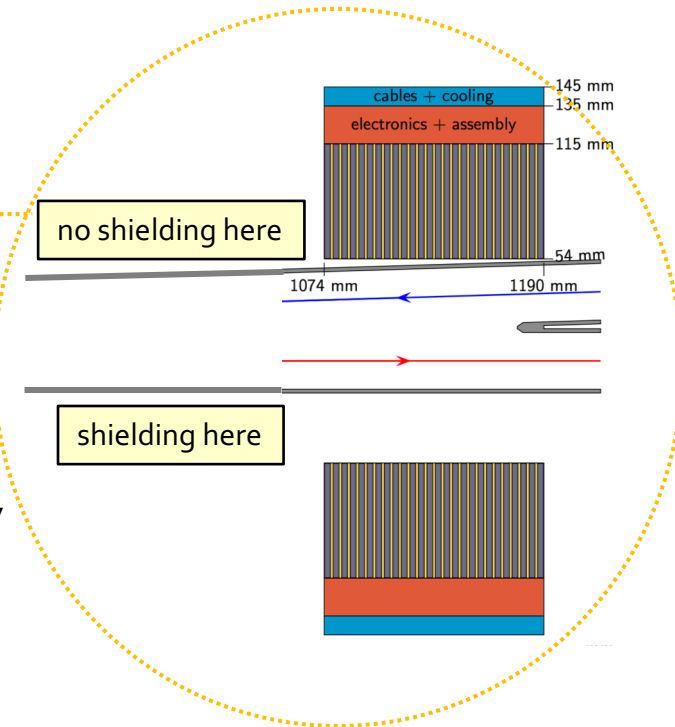 145 mm
cables + cooling
135 mm
electronics + assembly
115 mm
no shielding here
54 mm
1074 mm
1190 mm
shielding here